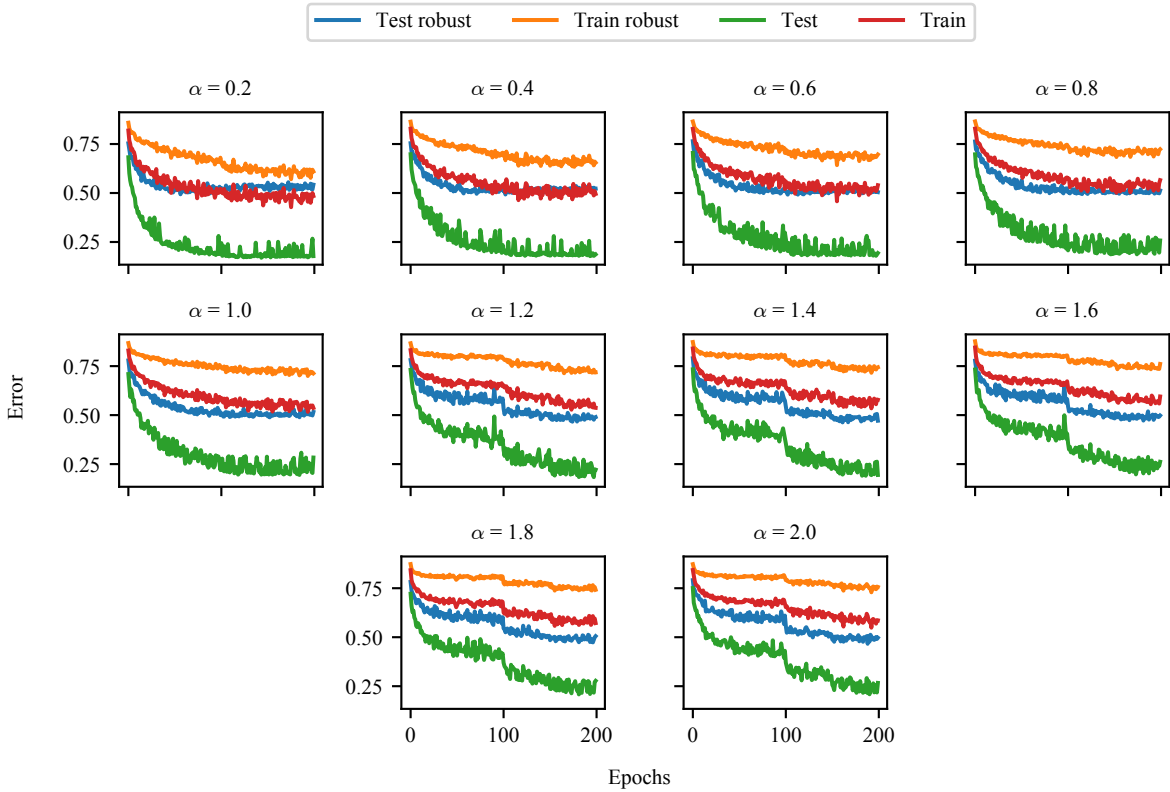 Test robust Train robust Test Train
α = 0.2 α = 0.4 α = 0.6 α = 0.8
0.75
0.50
0.25
α = 1.0 α = 1.2 α = 1.4 α = 1.6
0.75
0.50
0.25
Error
α = 1.8 α = 2.0
0.75
0.50
0.25
0 100 200 0 100 200
Epochs